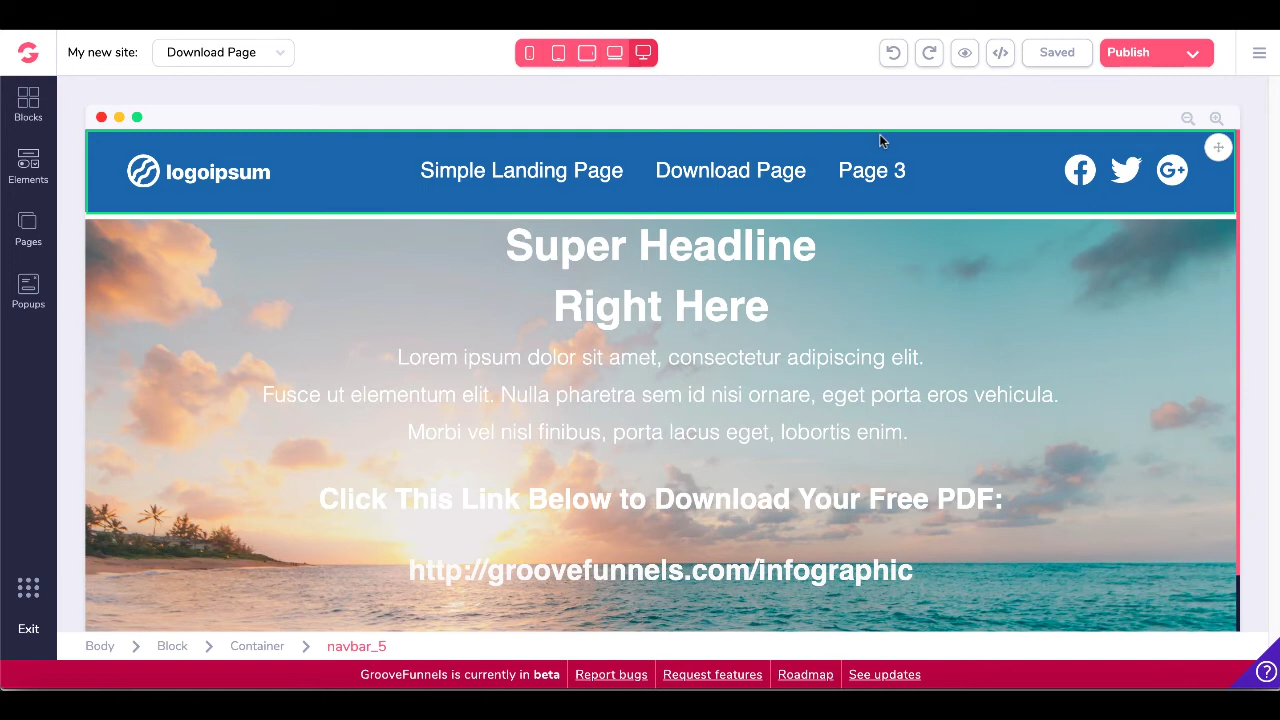 My new site:
Download Page
Saved
Publish
Blocks
Elements
Pages
Popups
Exit
logoipsum
Simple Landing Page
Download Page
Page 3
Super Headline
Right Here
Lorem ipsum dolor sit amet, consectetur adipiscing elit.
Fusce ut elementum elit. Nulla pharetra sem id nisi ornare, eget porta eros vehicula.
Morbi vel nisl finibus, porta lacus eget, lobortis enim.
Click This Link Below to Download Your Free PDF:
http://groovefunnels.com/infographic
Body
Block
Container
navbar_5
GrooveFunnels is currently in beta
Report bugs
Request features
Roadmap
See updates